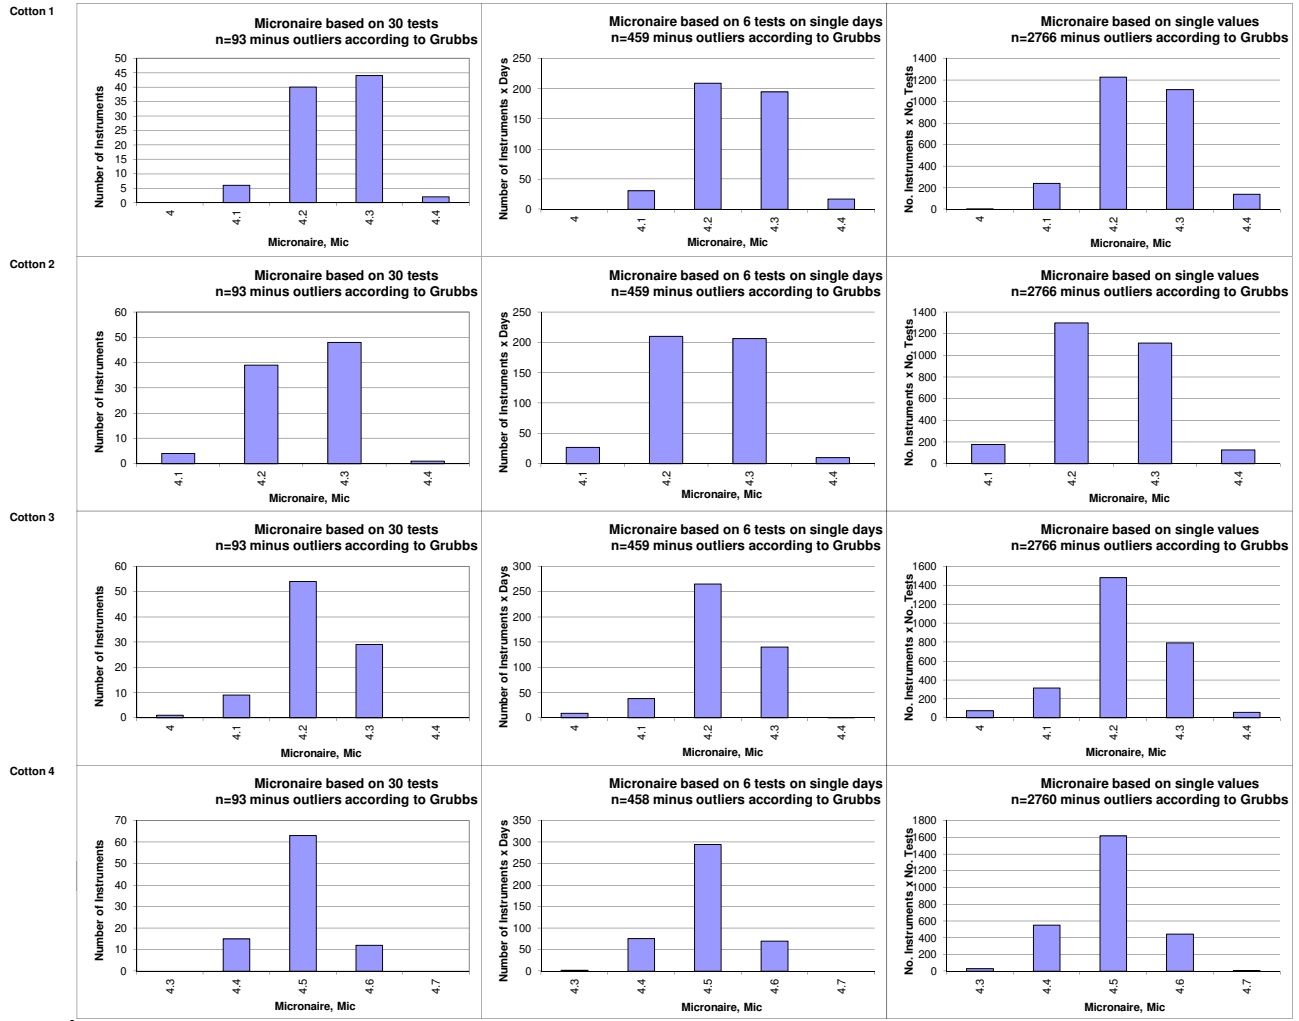 Cotton 1
Micronaire based on 30 tests
n=93 minus outliers according to Grubbs
Number of Instruments
50
45
40
35
30
25
20
15
10
5
0
4
4.1
4.2
4.3
4.4
Micronaire, Mic
Micronaire based on 6 tests on single days
n=459 minus outliers according to Grubbs
Number of Instruments x Days
250
200
150
100
50
0
4
4.1
4.2
4.3
4.4
Micronaire, Mic
Micronaire based on single values
n=2766 minus outliers according to Grubbs
No. Instruments x No. Tests
1400
1200
1000
800
600
400
200
0
4
4.1
4.2
4.3
4.4
Micronaire, Mic
Cotton 2
Micronaire based on 30 tests
n=93 minus outliers according to Grubbs
Number of Instruments
60
50
40
30
20
10
0
4.1
4.2
4.3
4.4
Micronaire, Mic
Micronaire based on 6 tests on single days
n=459 minus outliers according to Grubbs
Number of Instruments x Days
250
200
150
100
50
0
4.1
4.2
4.3
4.4
Micronaire, Mic
Micronaire based on single values
n=2766 minus outliers according to Grubbs
No. Instruments x No. Tests
1400
1200
1000
800
600
400
200
0
4.1
4.2
4.3
4.4
Micronaire, Mic
Cotton 3
Micronaire based on 30 tests
n=93 minus outliers according to Grubbs
Number of Instruments
60
50
40
30
20
10
0
4
4.1
4.2
4.3
4.4
Micronaire, Mic
Micronaire based on 6 tests on single days
n=459 minus outliers according to Grubbs
Number of Instruments x Days
300
250
200
150
100
50
0
4
4.1
4.2
4.3
4.4
Micronaire, Mic
Micronaire based on single values
n=2766 minus outliers according to Grubbs
No. Instruments x No. Tests
1600
1400
1200
1000
800
600
400
200
0
4
4.1
4.2
4.3
4.4
Micronaire, Mic
Cotton 4
Micronaire based on 30 tests
n=93 minus outliers according to Grubbs
Number of Instruments
70
60
50
40
30
20
10
0
4.3
4.4
4.5
4.6
4.7
Micronaire, Mic
Micronaire based on 6 tests on single days
n=458 minus outliers according to Grubbs
Number of Instruments x Days
350
300
250
200
150
100
50
0
4.3
4.4
4.5
4.6
4.7
Micronaire, Mic
Micronaire based on single values
n=2760 minus outliers according to Grubbs
No. Instruments x No. Tests
1800
1600
1400
1200
1000
800
600
400
200
0
4.3
4.4
4.5
4.6
4.7
Micronaire, Mic